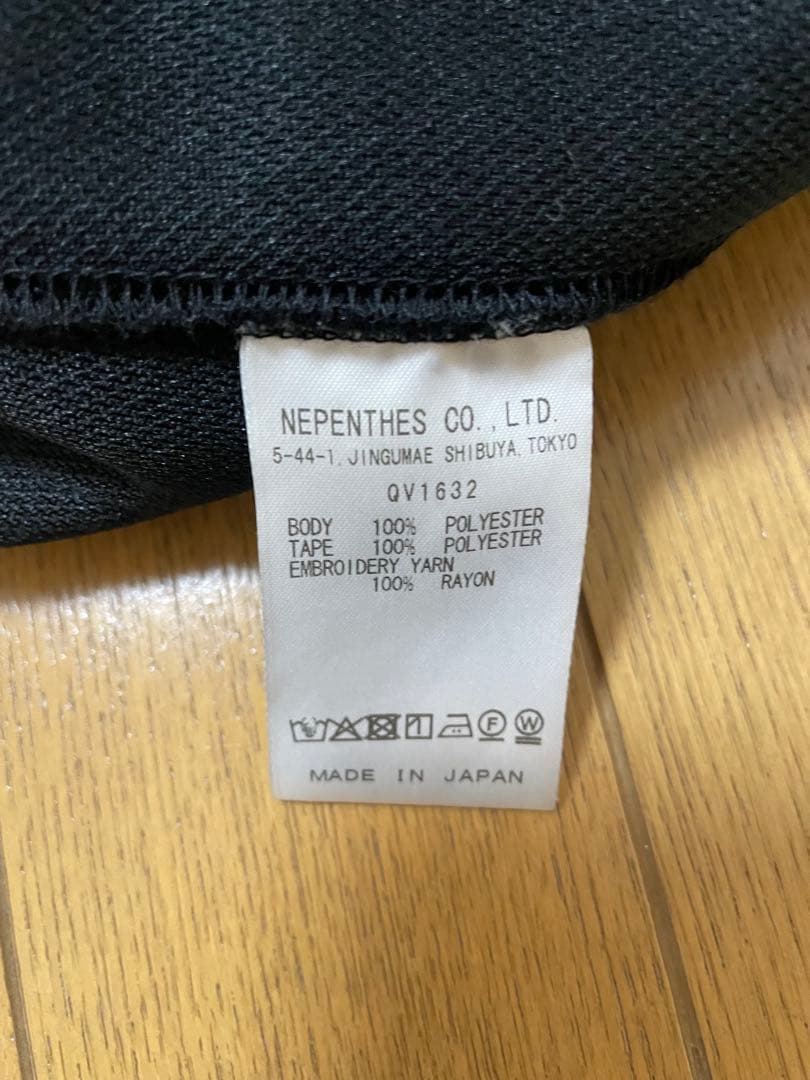 NEPENTHES CO.,LTD.
5-44-1, JINGUMAE SHIBUYA, TOKYO
QV1632
BODY 100% POLYESTER
TAPE 100% POLYESTER
EMBROIDERY YARN
100% RAYON
F W
MADE IN JAPAN